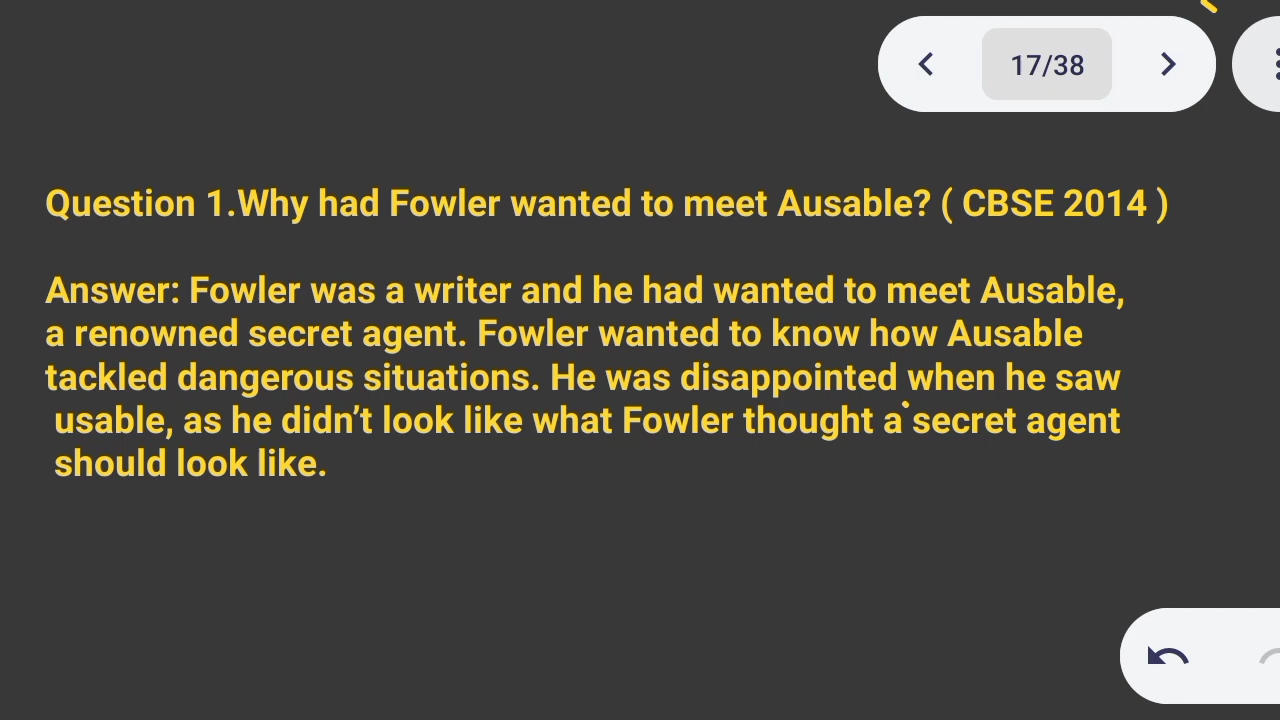 17/38
Question 1.Why had Fowler wanted to meet Ausable? ( CBSE 2014 )
Answer: Fowler was a writer and he had wanted to meet Ausable,
a renowned secret agent. Fowler wanted to know how Ausable
tackled dangerous situations. He was disappointed when he saw
usable, as he didn’t look like what Fowler thought a secret agent
should look like.